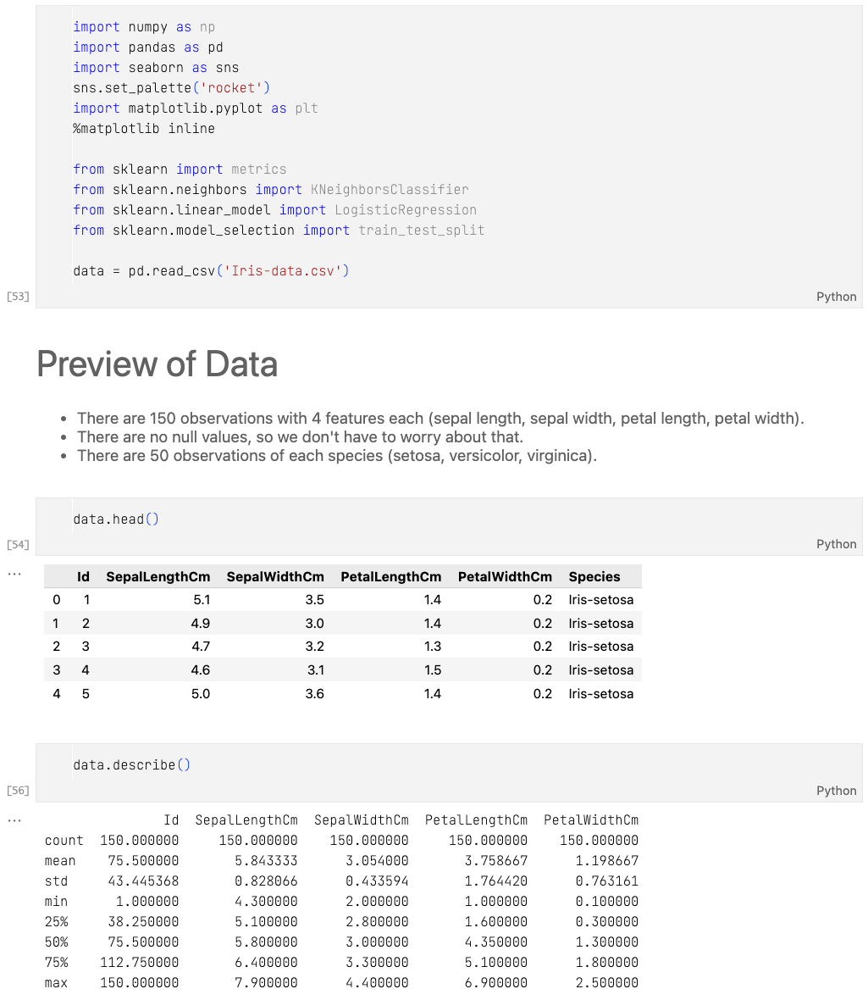 import numpy as np
import pandas as pd
import seaborn as sns
sns.set_palette('rocket')
import matplotlib.pyplot as plt
%matplotlib inline
from sklearn import metrics
from sklearn.neighbors import KNeighborsClassifier
from sklearn.linear_model import LogisticRegression
from sklearn.model_selection import train_test_split
data = pd.read_csv('Iris-data.csv')
[53] Python
Preview of Data
• There are 150 observations with 4 features each (sepal length, sepal width, petal length, petal width).
• There are no null values, so we don't have to worry about that.
• There are 50 observations of each species (setosa, versicolor, virginica).
data.head()
[54] Python
...
Id SepalLengthCm SepalWidthCm PetalLengthCm PetalWidthCm Species
0 1 5.1 3.5 1.4 0.2 Iris-setosa
1 2 4.9 3.0 1.4 0.2 Iris-setosa
2 3 4.7 3.2 1.3 0.2 Iris-setosa
3 4 4.6 3.1 1.5 0.2 Iris-setosa
4 5 5.0 3.6 1.4 0.2 Iris-setosa
data.describe()
[56] Python
...
Id SepalLengthCm SepalWidthCm PetalLengthCm PetalWidthCm
count 150.000000 150.000000 150.000000 150.000000 150.000000
mean 75.500000 5.843333 3.054000 3.758667 1.198667
std 43.445368 0.828066 0.433594 1.764420 0.763161
min 1.000000 4.300000 2.000000 1.000000 0.100000
25% 38.250000 5.100000 2.800000 1.600000 0.300000
50% 75.500000 5.800000 3.000000 4.350000 1.300000
75% 112.750000 6.400000 3.300000 5.100000 1.800000
max 150.000000 7.900000 4.400000 6.900000 2.500000